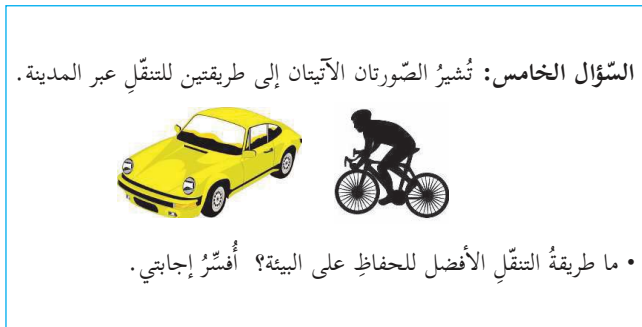 السّؤال الخامس: تُشيرُ الصّورتان الآتيتان إلى طريقتين للتنقّلِ عبر المدينة.
• ما طريقةُ التنقّلِ الأفضل للحفاظِ على البيئة؟ أُفسِّرُ إجابتي.